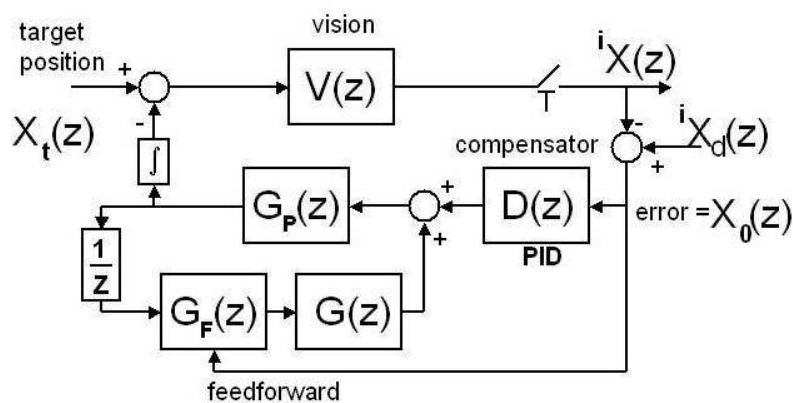 vision
target
position
+
V(z)
ⁱX(z)
-
T
-
X_t(z)
∫
compensator
ⁱX_d(z)
+
G_P(z)
+
D(z)
error = X_0(z)
+
PID
1
z
G_F(z)
G(z)
feedforward